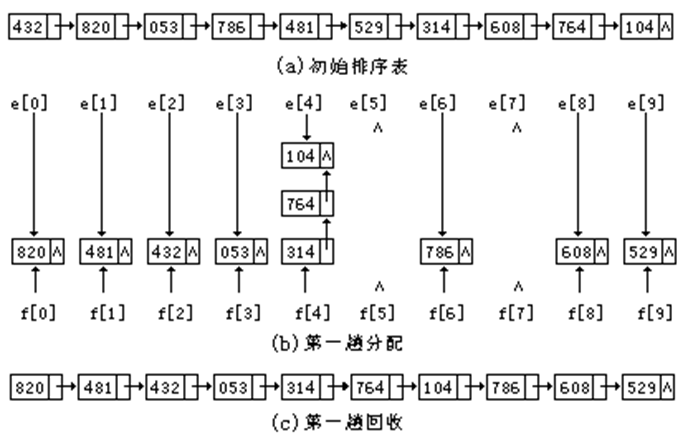 432 820 053 786 481 529 314 608 764 104 ∧
(a)初始排序表
e[0] e[1] e[2] e[3] e[4] e[5] e[6] e[7] e[8] e[9]
∧ ∧
104 ∧
764
820 ∧ 481 ∧ 432 ∧ 053 ∧ 314 786 ∧ 608 ∧ 529 ∧
∧ ∧
f[0] f[1] f[2] f[3] f[4] f[5] f[6] f[7] f[8] f[9]
(b)第一趟分配
820 481 432 053 314 764 104 786 608 529 ∧
(c)第一趟回收